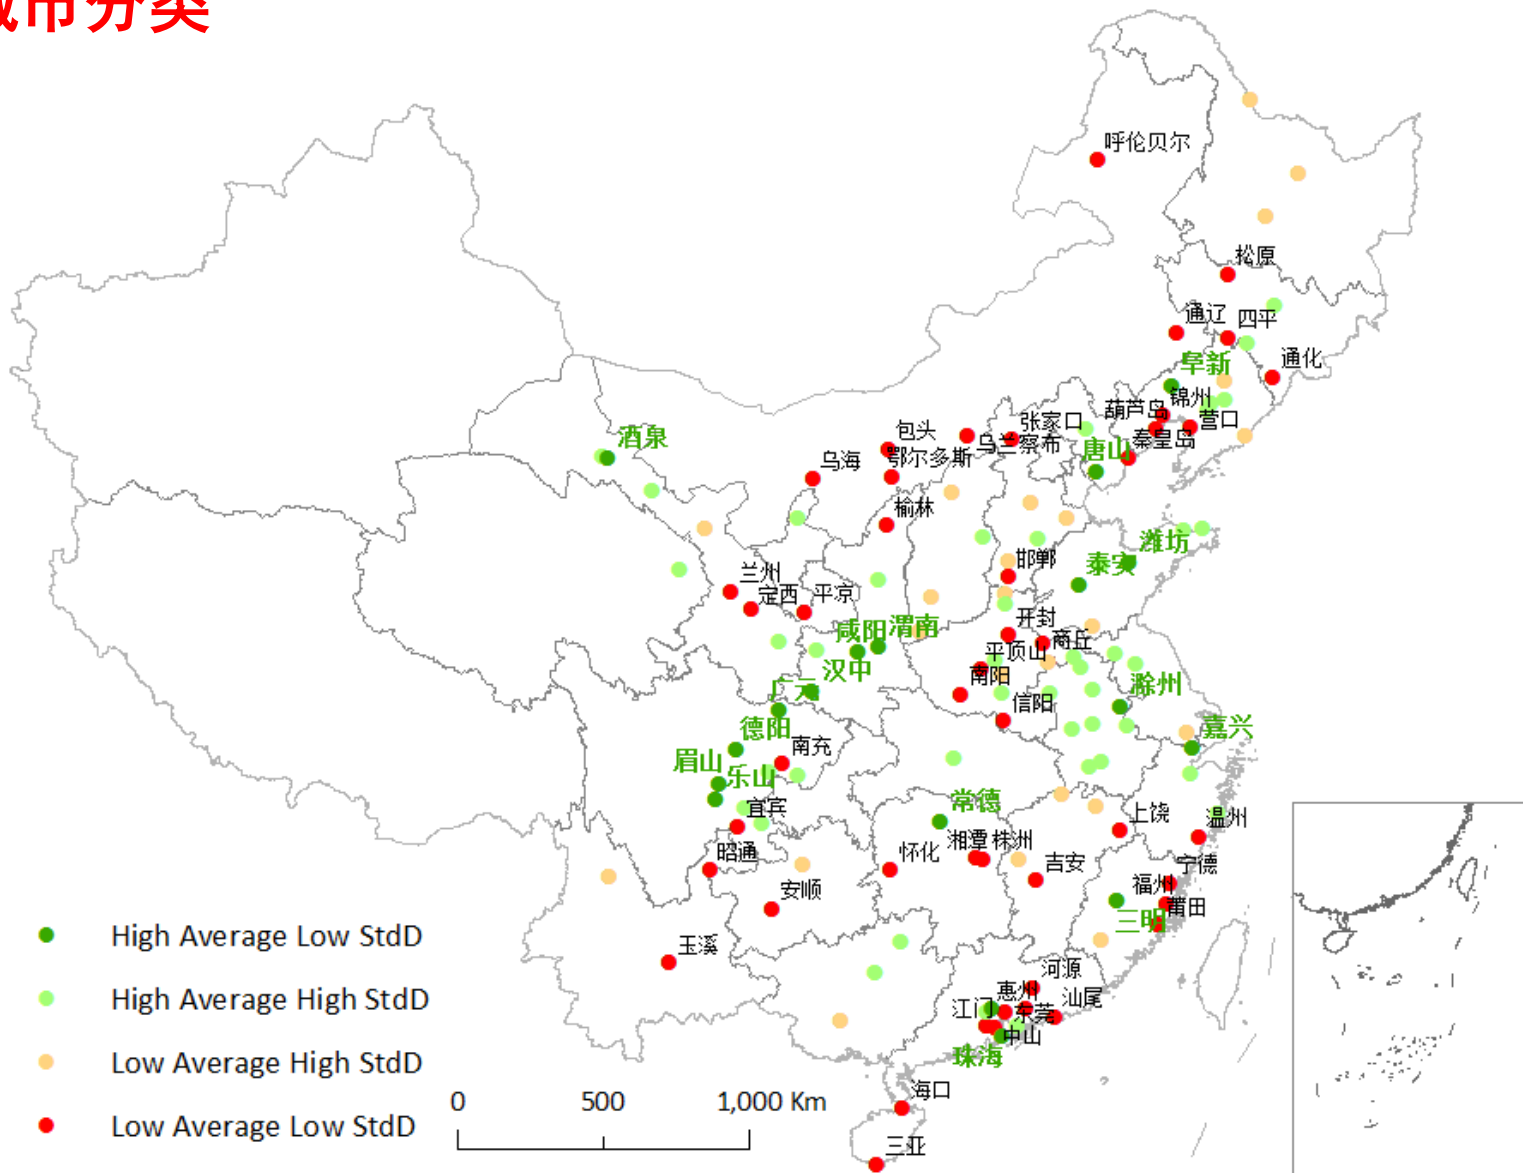 城市分类
呼伦贝尔
松原
通辽
四平
通化
阜新
锦州
葫芦岛
营口
秦皇岛
唐山
张家口
包头
乌兰察布
鄂尔多斯
乌海
酒泉
榆林
潍坊
泰安
邯郸
兰州
定西
平凉
开封
商丘
咸阳
渭南
平顶山
汉中
南阳
广元
信阳
滁州
嘉兴
德阳
南充
眉山
乐山
宜宾
常德
上饶
温州
昭通
怀化
湘潭
株洲
吉安
宁德
安顺
福州
莆田
三明
玉溪
河源
惠州
汕尾
江门
东莞
中山
珠海
海口
三亚
High Average Low StdD
High Average High StdD
Low Average High StdD
Low Average Low StdD
0
500
1,000 Km